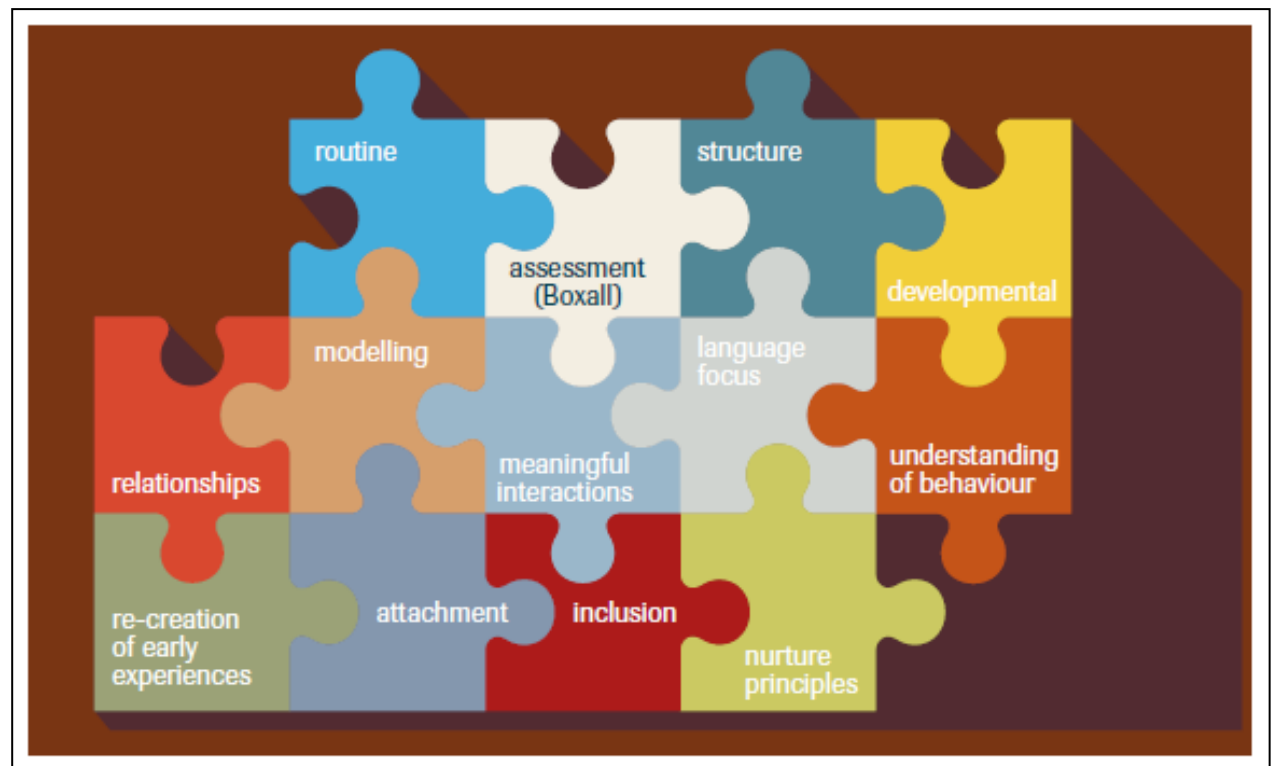 routine
structure
assessment
(Boxall)
developmental
modelling
language
focus
relationships
meaningful
interactions
understanding
of behaviour
re-creation
of early
experiences
attachment
inclusion
nurture
principles